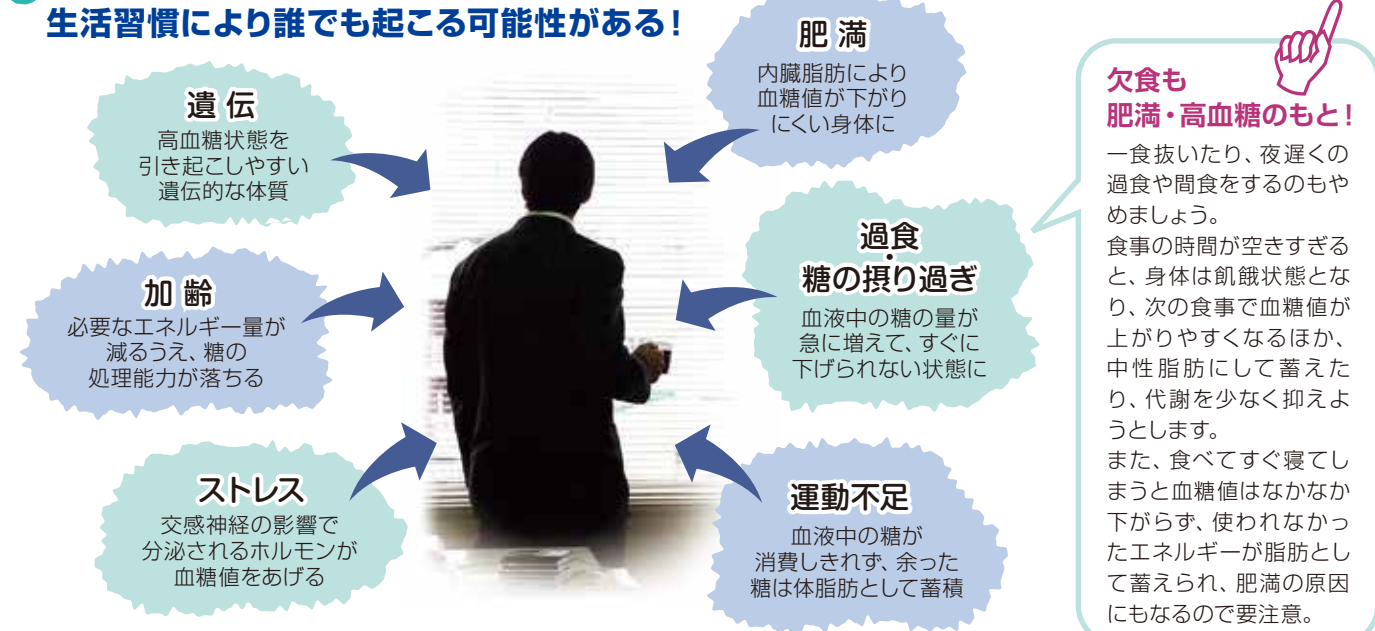 生活習慣により誰でも起こる可能性がある!
遺 伝
高血糖状態を
引き起こしやすい
遺伝的な体質
加 齢
必要なエネルギー量が
減るうえ、糖の
処理能力が落ちる
ストレス
交感神経の影響で
分泌されるホルモンが
血糖値をあげる
肥 満
内臓脂肪により
血糖値が下がり
にくい身体に
過食
・
糖の摂り過ぎ
血液中の糖の量が
急に増えて、すぐに
下げられない状態に
運動不足
血液中の糖が
消費しきれず、余った
糖は体脂肪として蓄積
欠食も
肥満・高血糖のもと!
一食抜いたり、夜遅くの
過食や間食をするのもや
めましょう。
食事の時間が空きすぎる
と、身体は飢餓状態とな
り、次の食事で血糖値が
上がりやすくなるほか、
中性脂肪にして蓄えた
り、代謝を少なく抑えよ
うとします。
また、食べてすぐ寝てし
まうと血糖値はなかなか
下がらず、使われなかっ
たエネルギーが脂肪とし
て蓄えられ、肥満の原因
にもなるので要注意。